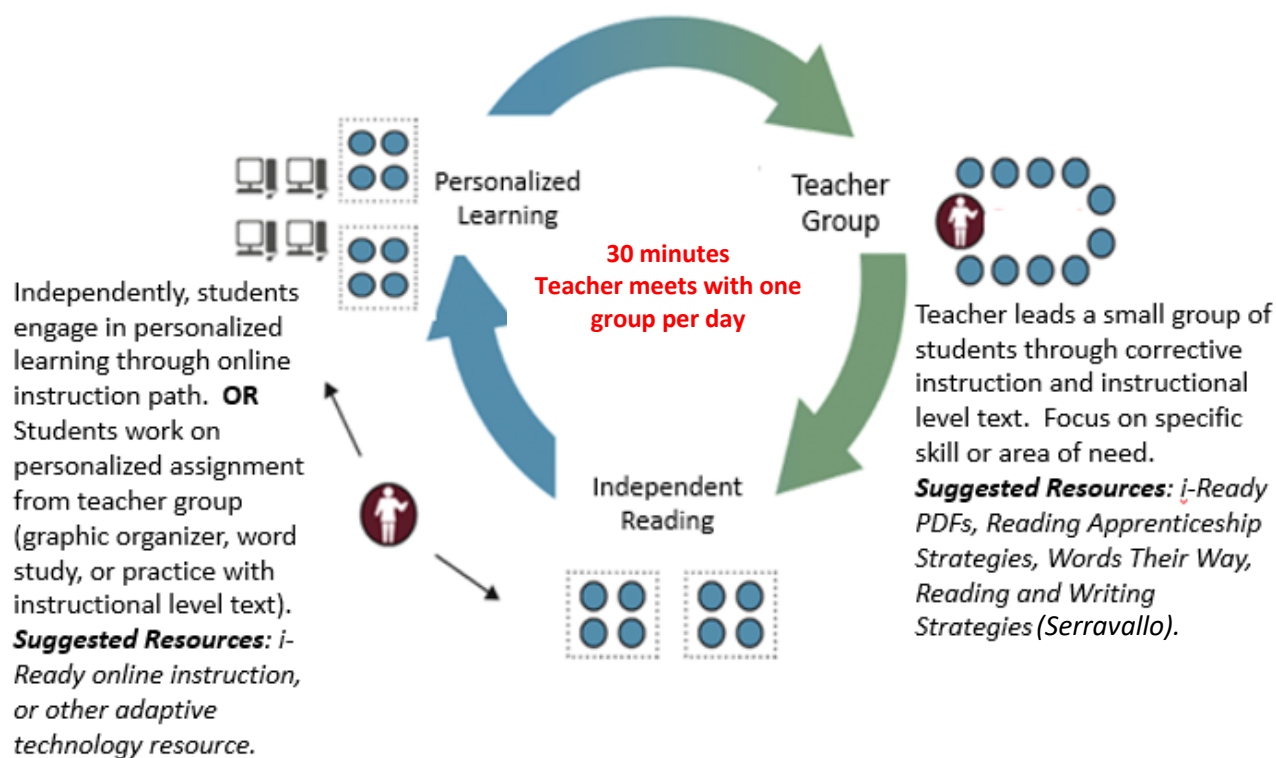 Personalized
Learning
Teacher
Group
30 minutes
Teacher meets with one
group per day
Independently, students
engage in personalized
learning through online
instruction path.  OR
Students work on
personalized assignment
from teacher group
(graphic organizer, word
study, or practice with
instructional level text).
Suggested Resources: i-
Ready online instruction,
or other adaptive
technology resource.
Independent
Reading
Teacher leads a small group of
students through corrective
instruction and instructional
level text.  Focus on specific
skill or area of need.
Suggested Resources: i-Ready
PDFs, Reading Apprenticeship
Strategies, Words Their Way,
Reading and Writing
Strategies (Serravallo).